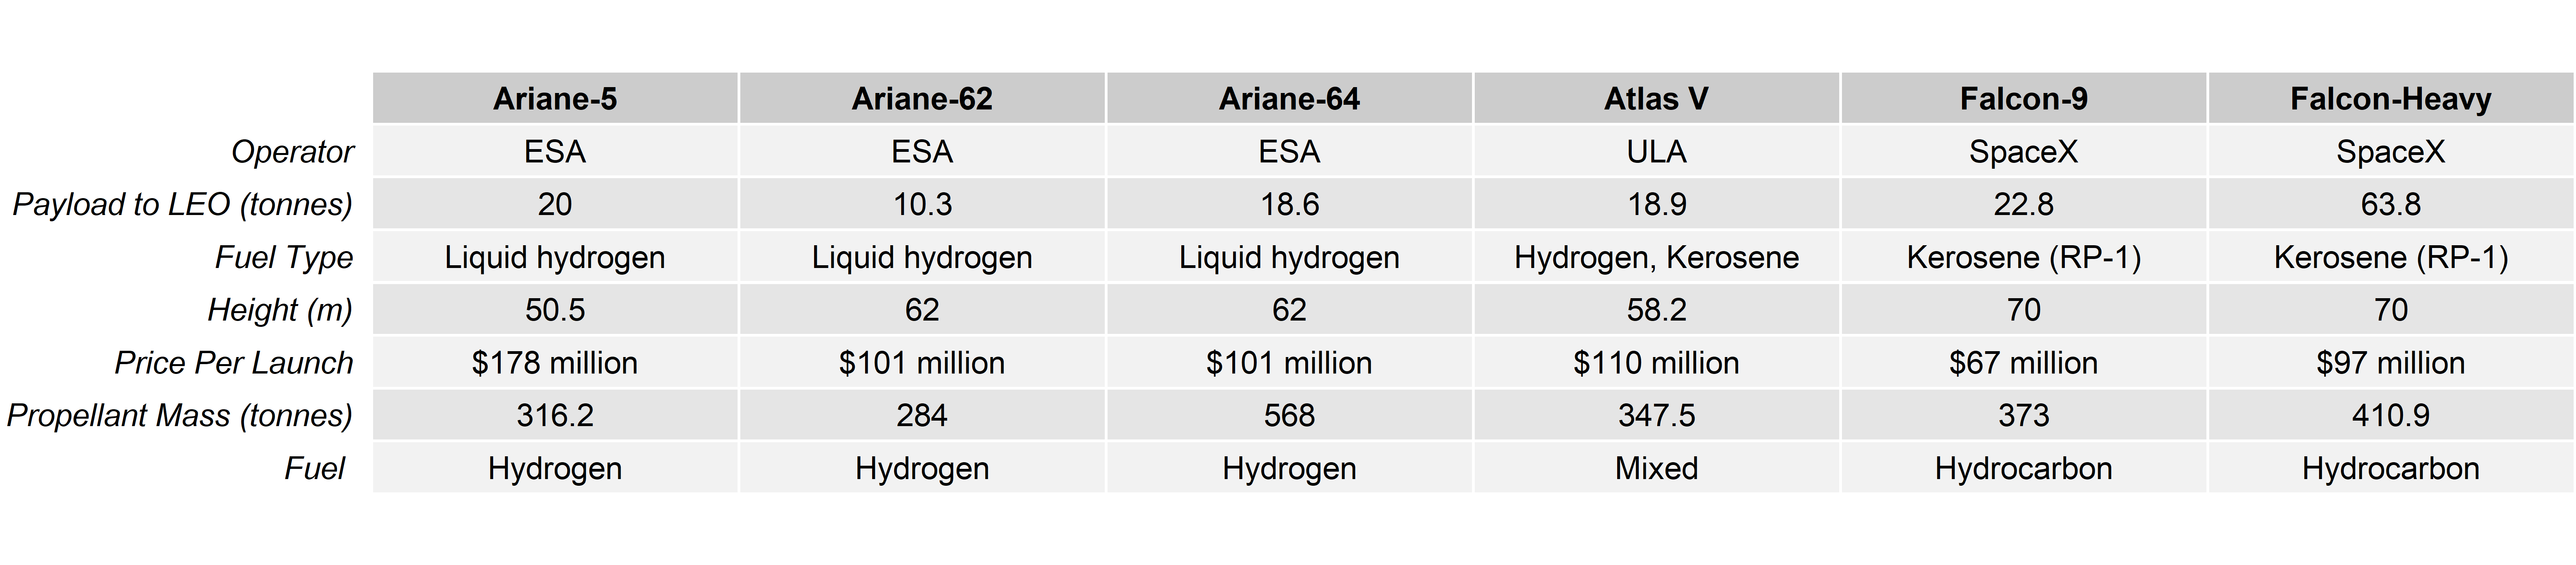 Ariane-5 Ariane-62 Ariane-64 Atlas V Falcon-9 Falcon-Heavy
Operator ESA ESA ESA ULA SpaceX SpaceX
Payload to LEO (tonnes) 20 10.3 18.6 18.9 22.8 63.8
Fuel Type Liquid hydrogen Liquid hydrogen Liquid hydrogen Hydrogen, Kerosene Kerosene (RP-1) Kerosene (RP-1)
Height (m) 50.5 62 62 58.2 70 70
Price Per Launch $178 million $101 million $101 million $110 million $67 million $97 million
Propellant Mass (tonnes) 316.2 284 568 347.5 373 410.9
Fuel Hydrogen Hydrogen Hydrogen Mixed Hydrocarbon Hydrocarbon